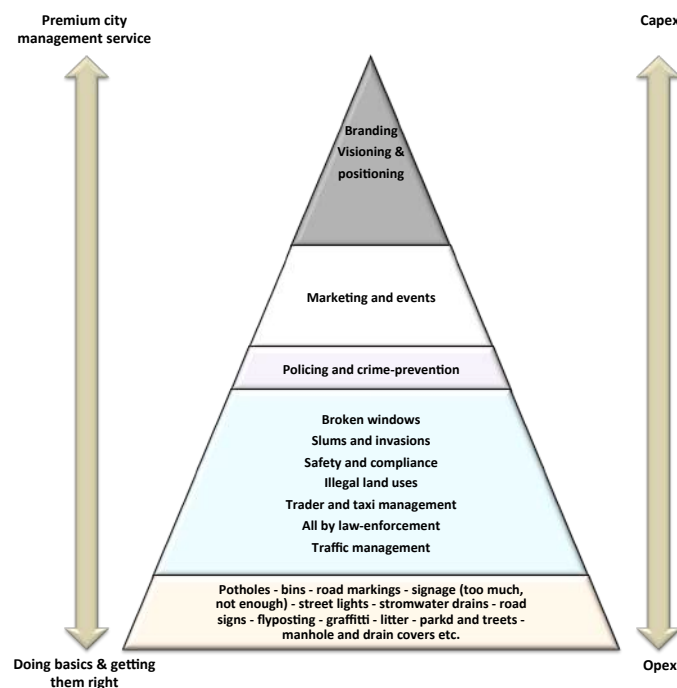 Premium city
management service
Capex
Branding
Visioning &
positioning
Marketing and events
Policing and crime-prevention
Broken windows
Slums and invasions
Safety and compliance
Illegal land uses
Trader and taxi management
All by law-enforcement
Traffic management
Potholes - bins - road markings - signage (too much,
not enough) - street lights - stromwater drains - road
signs - flyposting - graffitti - litter - parkd and treets -
manhole and drain covers etc.
Doing basics & getting
them right
Opex